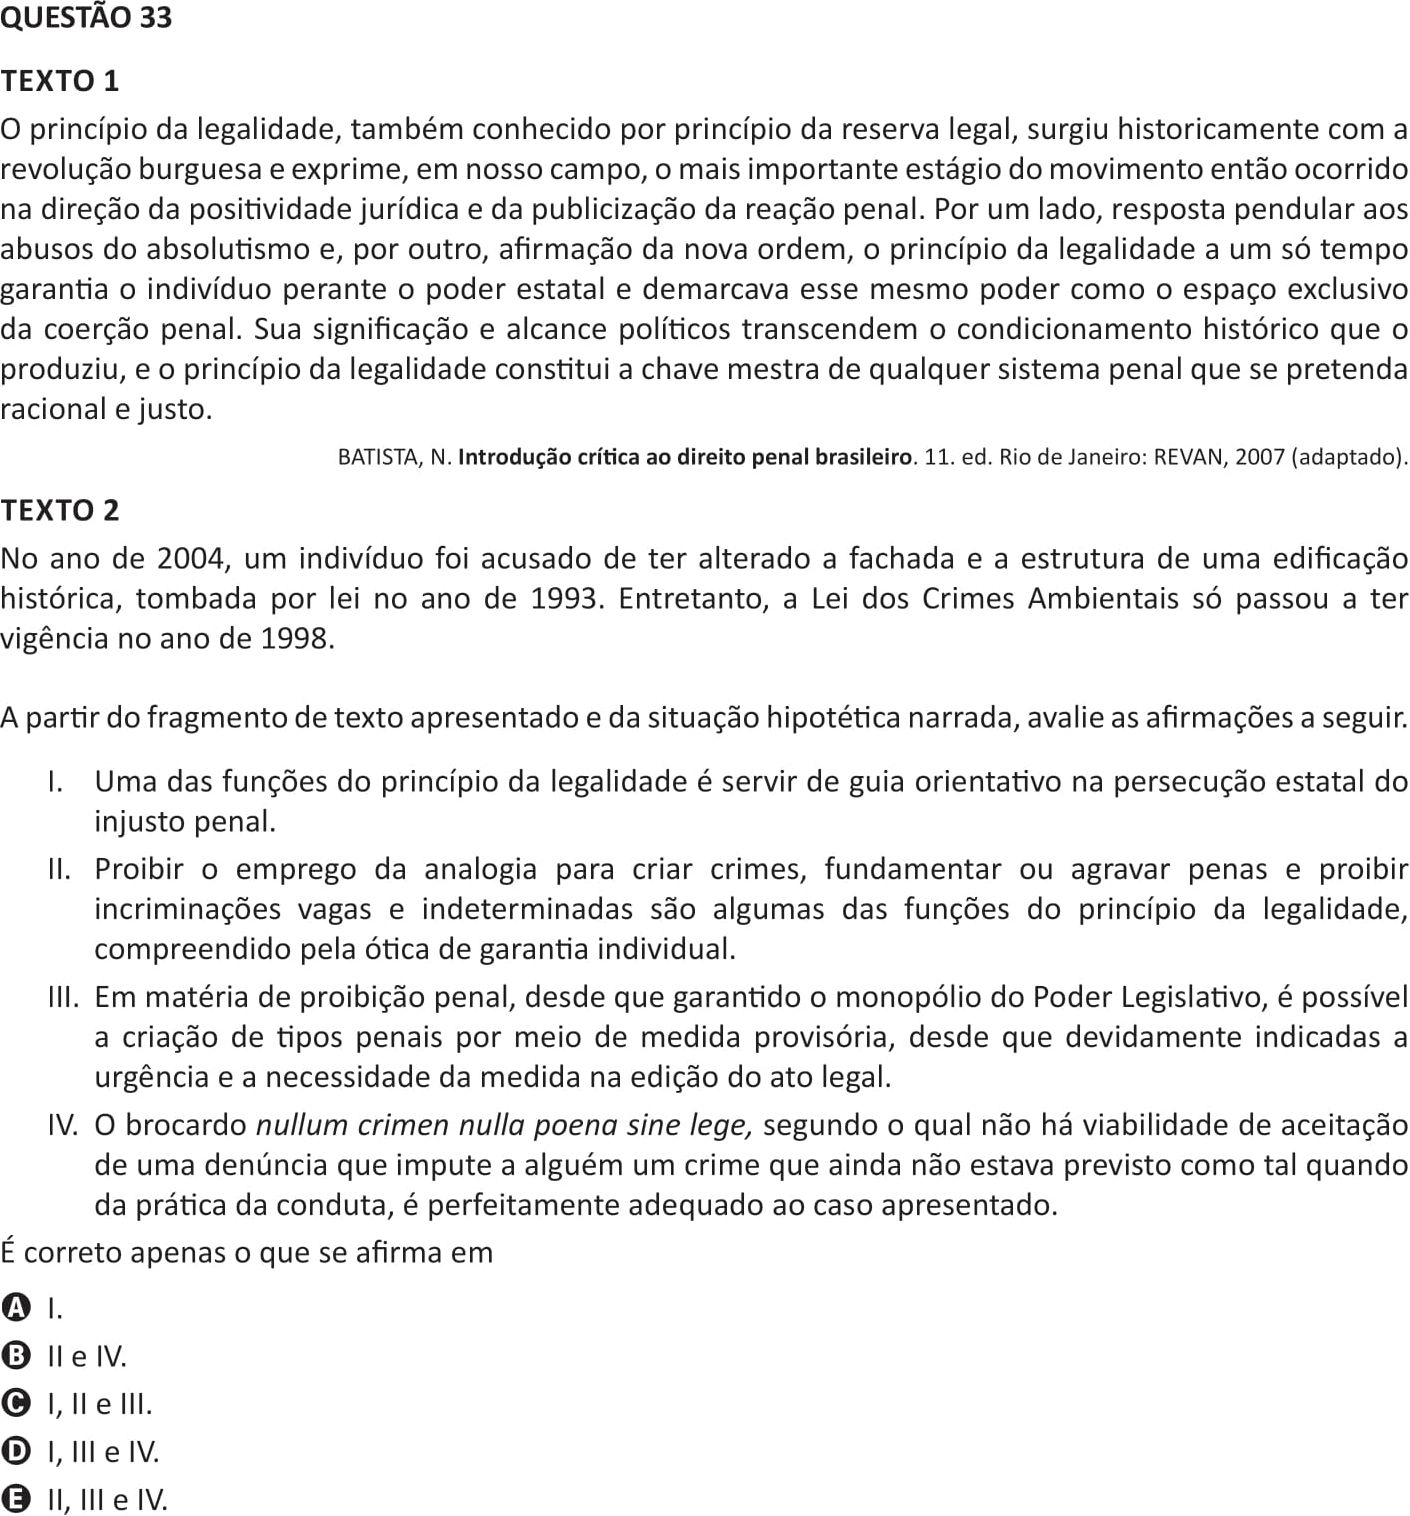 QUESTÃO 33
TEXTO 1
O princípio da legalidade, também conhecido por princípio da reserva legal, surgiu historicamente com a
revolução burguesa e exprime, em nosso campo, o mais importante estágio do movimento então ocorrido
na direção da positividade jurídica e da publicização da reação penal. Por um lado, resposta pendular aos
abusos do absolutismo e, por outro, afirmação da nova ordem, o princípio da legalidade a um só tempo
garantia o indivíduo perante o poder estatal e demarcava esse mesmo poder como o espaço exclusivo
da coerção penal. Sua significação e alcance políticos transcendem o condicionamento histórico que o
produziu, e o princípio da legalidade constitui a chave mestra de qualquer sistema penal que se pretenda
racional e justo.
BATISTA, N. Introdução crítica ao direito penal brasileiro. 11. ed. Rio de Janeiro: REVAN, 2007 (adaptado).
TEXTO 2
No ano de 2004, um indivíduo foi acusado de ter alterado a fachada e a estrutura de uma edificação
histórica, tombada por lei no ano de 1993. Entretanto, a Lei dos Crimes Ambientais só passou a ter
vigência no ano de 1998.
A partir do fragmento de texto apresentado e da situação hipotética narrada, avalie as afirmações a seguir.
I. Uma das funções do princípio da legalidade é servir de guia orientativo na persecução estatal do
injusto penal.
II. Proibir o emprego da analogia para criar crimes, fundamentar ou agravar penas e proibir
incriminações vagas e indeterminadas são algumas das funções do princípio da legalidade,
compreendido pela ótica de garantia individual.
III. Em matéria de proibição penal, desde que garantido o monopólio do Poder Legislativo, é possível
a criação de tipos penais por meio de medida provisória, desde que devidamente indicadas a
urgência e a necessidade da medida na edição do ato legal.
IV. O brocardo nullum crimen nulla poena sine lege, segundo o qual não há viabilidade de aceitação
de uma denúncia que impute a alguém um crime que ainda não estava previsto como tal quando
da prática da conduta, é perfeitamente adequado ao caso apresentado.
É correto apenas o que se afirma em
A I.
B II e IV.
C I, II e III.
D I, III e IV.
E II, III e IV.